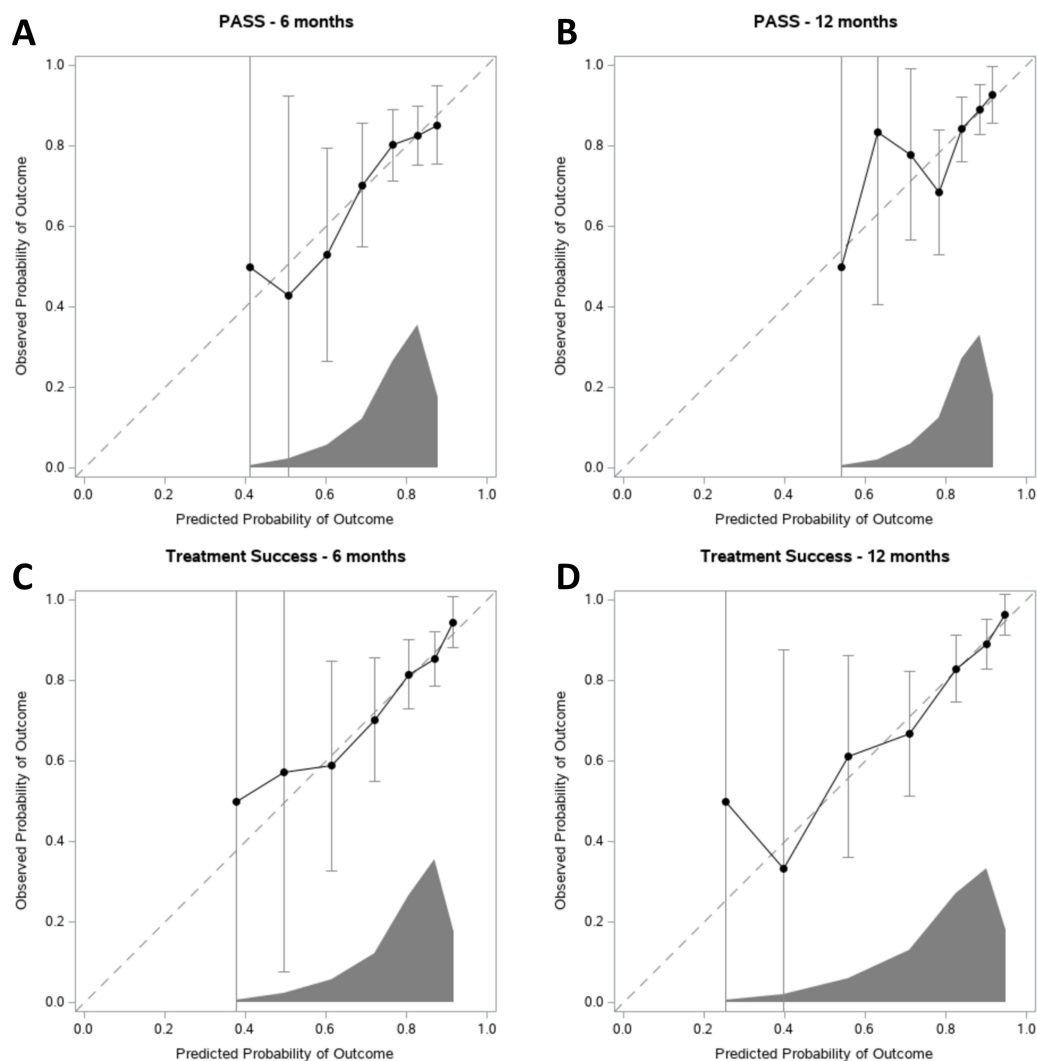 A
PASS - 6 months
Observed Probability of Outcome
1.0
0.8
0.6
0.4
0.2
0.0
0.0 0.2 0.4 0.6 0.8 1.0
Predicted Probability of Outcome
B
PASS - 12 months
Observed Probability of Outcome
1.0
0.8
0.6
0.4
0.2
0.0
0.0 0.2 0.4 0.6 0.8 1.0
Predicted Probability of Outcome
C
Treatment Success - 6 months
Observed Probability of Outcome
1.0
0.8
0.6
0.4
0.2
0.0
0.0 0.2 0.4 0.6 0.8 1.0
Predicted Probability of Outcome
D
Treatment Success - 12 months
Observed Probability of Outcome
1.0
0.8
0.6
0.4
0.2
0.0
0.0 0.2 0.4 0.6 0.8 1.0
Predicted Probability of Outcome